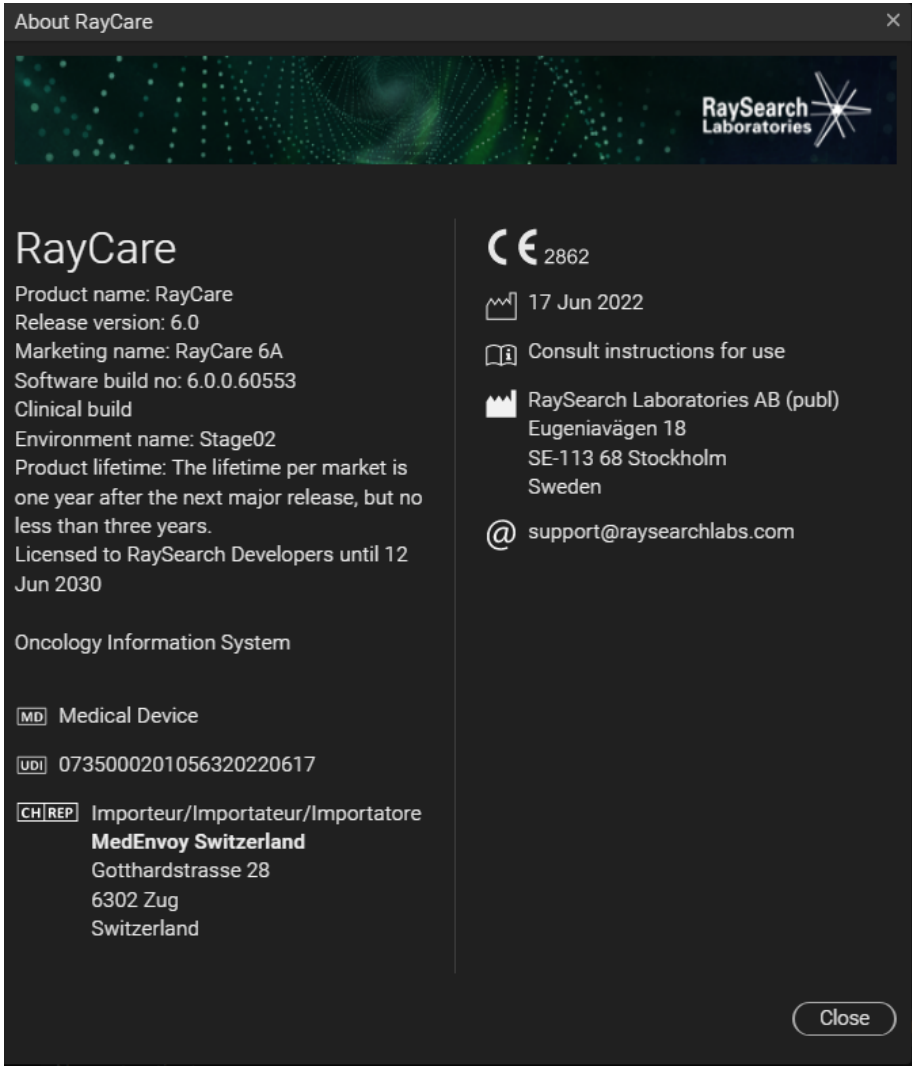 About RayCare
RaySearch
Laboratories
RayCare
Product name: RayCare
Release version: 6.0
Marketing name: RayCare 6A
Software build no: 6.0.0.60553
Clinical build
Environment name: Stage02
Product lifetime: The lifetime per market is
one year after the next major release, but no
less than three years.
Licensed to RaySearch Developers until 12
Jun 2030
Oncology Information System
MD Medical Device
UDI 0735000201056320220617
CH REP Importeur/Importateur/Importatore
MedEnvoy Switzerland
Gotthardstrasse 28
6302 Zug
Switzerland
CE 2862
17 Jun 2022
Consult instructions for use
RaySearch Laboratories AB (publ)
Eugeniavägen 18
SE-113 68 Stockholm
Sweden
@ support@raysearchlabs.com
Close